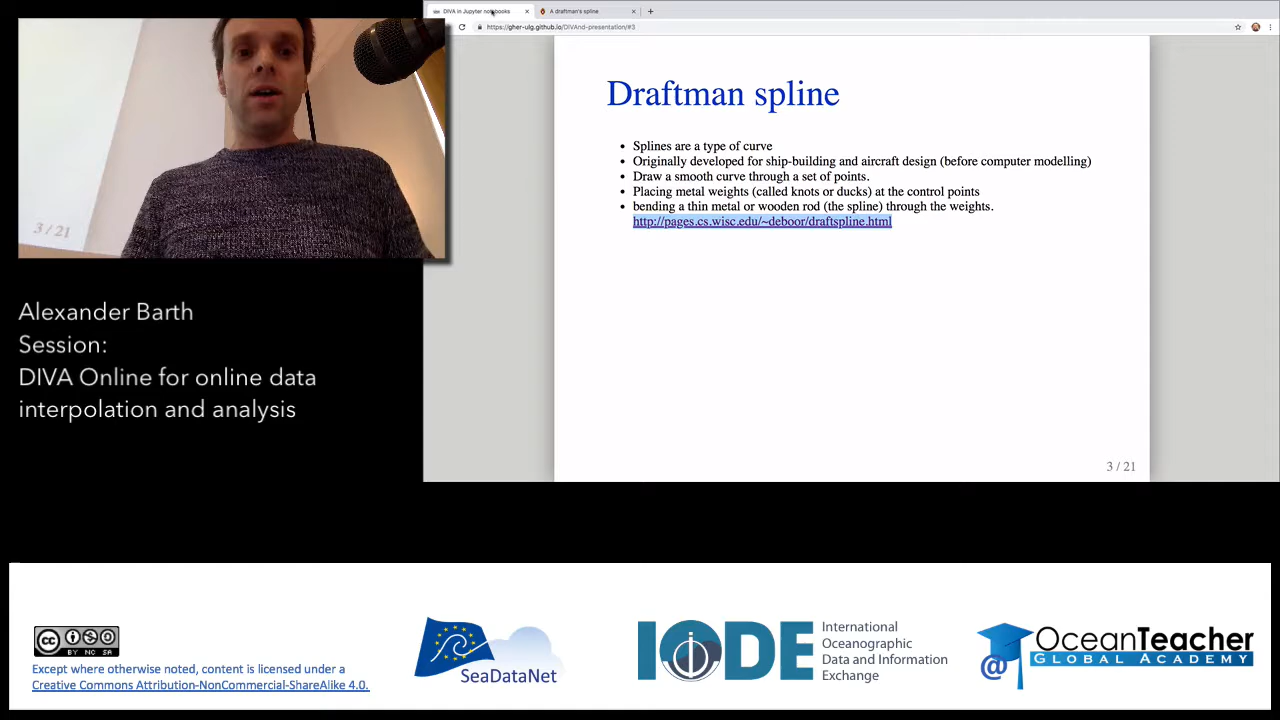 DIVA in Jupyter notebooks
A draftman's spline
https://gher-ulg.github.io/DIVAnd-presentation/#3
Draftman spline
Splines are a type of curve
Originally developed for ship-building and aircraft design (before computer modelling)
Draw a smooth curve through a set of points.
Placing metal weights (called knots or ducks) at the control points
bending a thin metal or wooden rod (the spline) through the weights.
http://pages.cs.wisc.edu/~deboor/draftspline.html
3 / 21
3 / 21
Alexander Barth
Session:
DIVA Online for online data
interpolation and analysis
cc
BY NC SA
Except where otherwise noted, content is licensed under a
Creative Commons Attribution-NonCommercial-ShareAlike 4.0.
SeaDataNet
IODE
International
Oceanographic
Data and Information
Exchange
@
OceanTeacher
GLOBAL ACADEMY